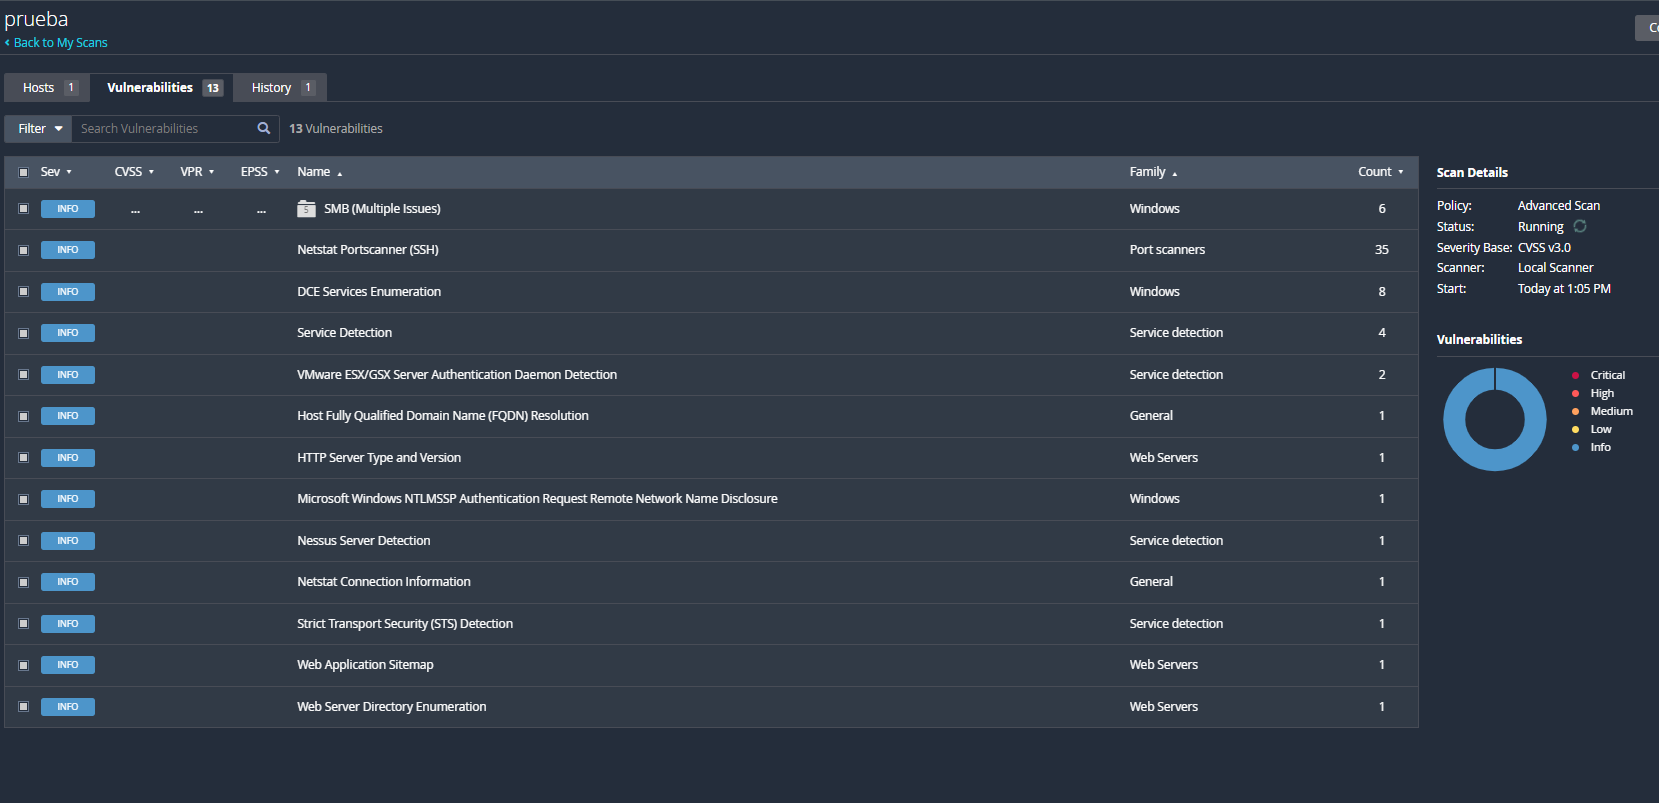 prueba
Back to My Scans
Hosts 1 Vulnerabilities 13 History 1
Filter Search Vulnerabilities 13 Vulnerabilities
Sev CVSS VPR EPSS Name Family Count
INFO ... ... ... 5 SMB (Multiple Issues) Windows 6
INFO Netstat Portscanner (SSH) Port scanners 35
INFO DCE Services Enumeration Windows 8
INFO Service Detection Service detection 4
INFO VMware ESX/GSX Server Authentication Daemon Detection Service detection 2
INFO Host Fully Qualified Domain Name (FQDN) Resolution General 1
INFO HTTP Server Type and Version Web Servers 1
INFO Microsoft Windows NTLMSSP Authentication Request Remote Network Name Disclosure Windows 1
INFO Nessus Server Detection Service detection 1
INFO Netstat Connection Information General 1
INFO Strict Transport Security (STS) Detection Service detection 1
INFO Web Application Sitemap Web Servers 1
INFO Web Server Directory Enumeration Web Servers 1
Scan Details
Policy: Advanced Scan
Status: Running
Severity Base: CVSS v3.0
Scanner: Local Scanner
Start: Today at 1:05 PM
Vulnerabilities
Critical
High
Medium
Low
Info